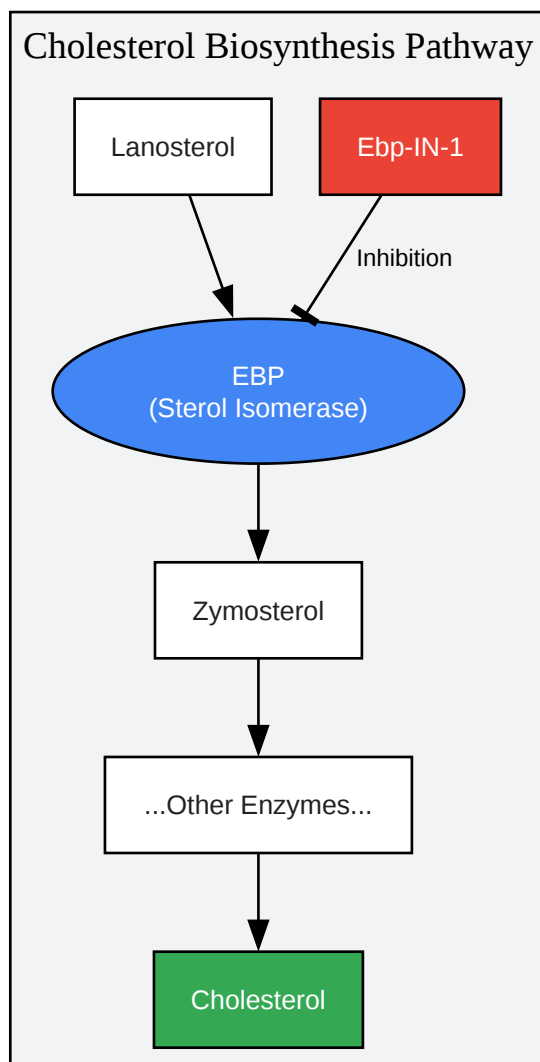 Cholesterol Biosynthesis Pathway
Lanosterol
Ebp-IN-1
Inhibition
EBP
(Sterol Isomerase)
Zymosterol
...Other Enzymes...
Cholesterol